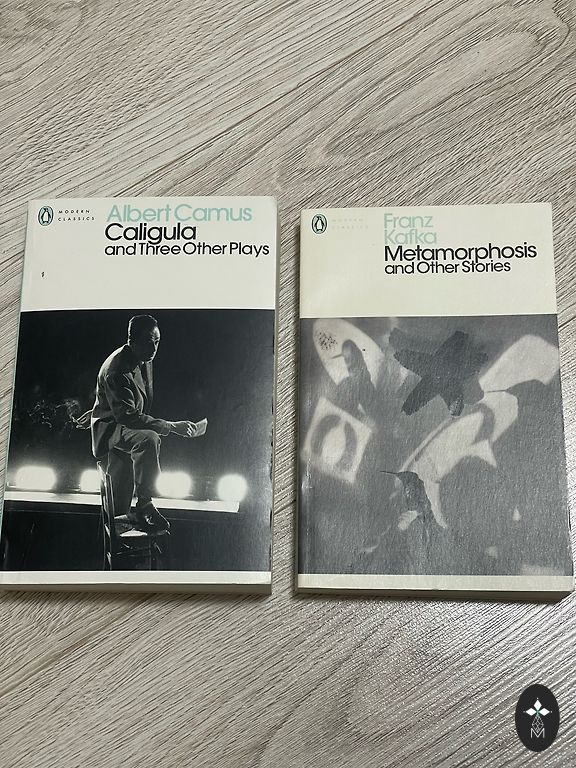 MODERN
CLASSICS
Albert Camus
Caligula
and Three Other Plays
MODERN
CLASSICS
Franz
Kafka
Metamorphosis
and Other Stories
M